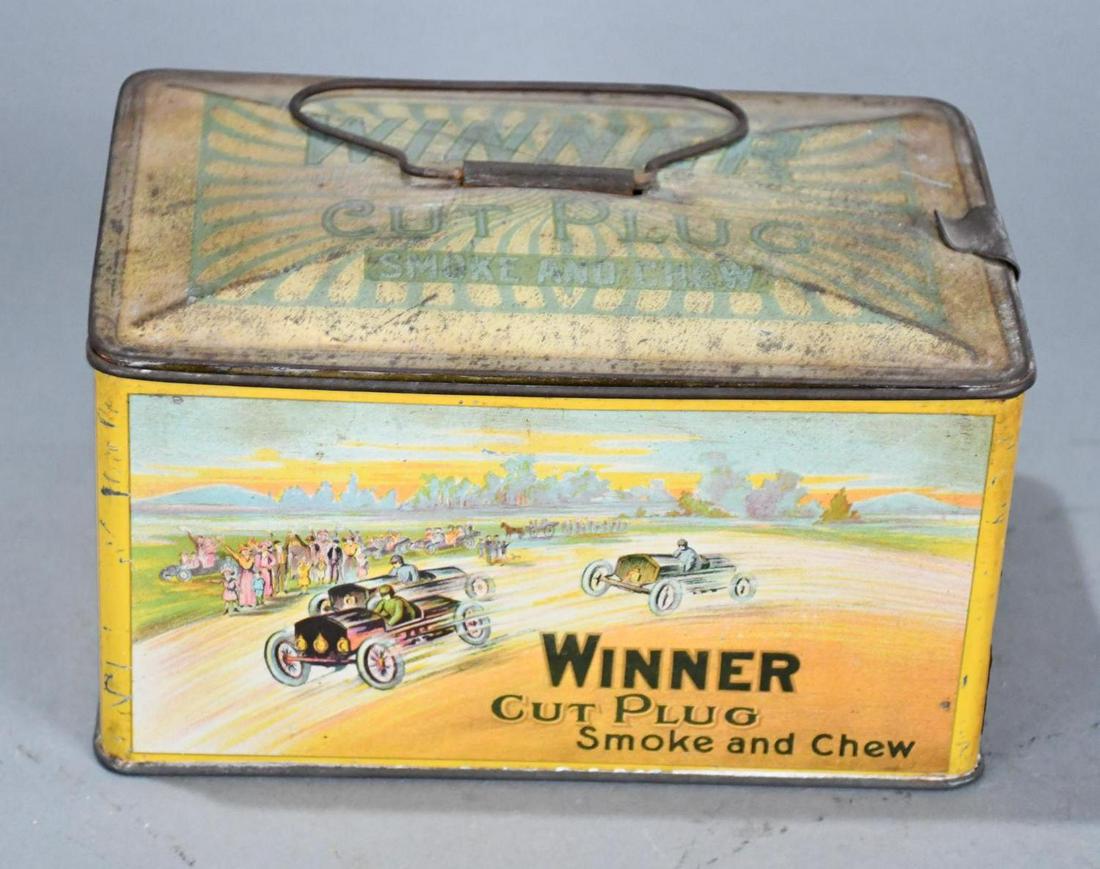 WINNER
CUT PLUG
SMOKE AND CHEW
WINNER
CUT PLUG
Smoke and Chew